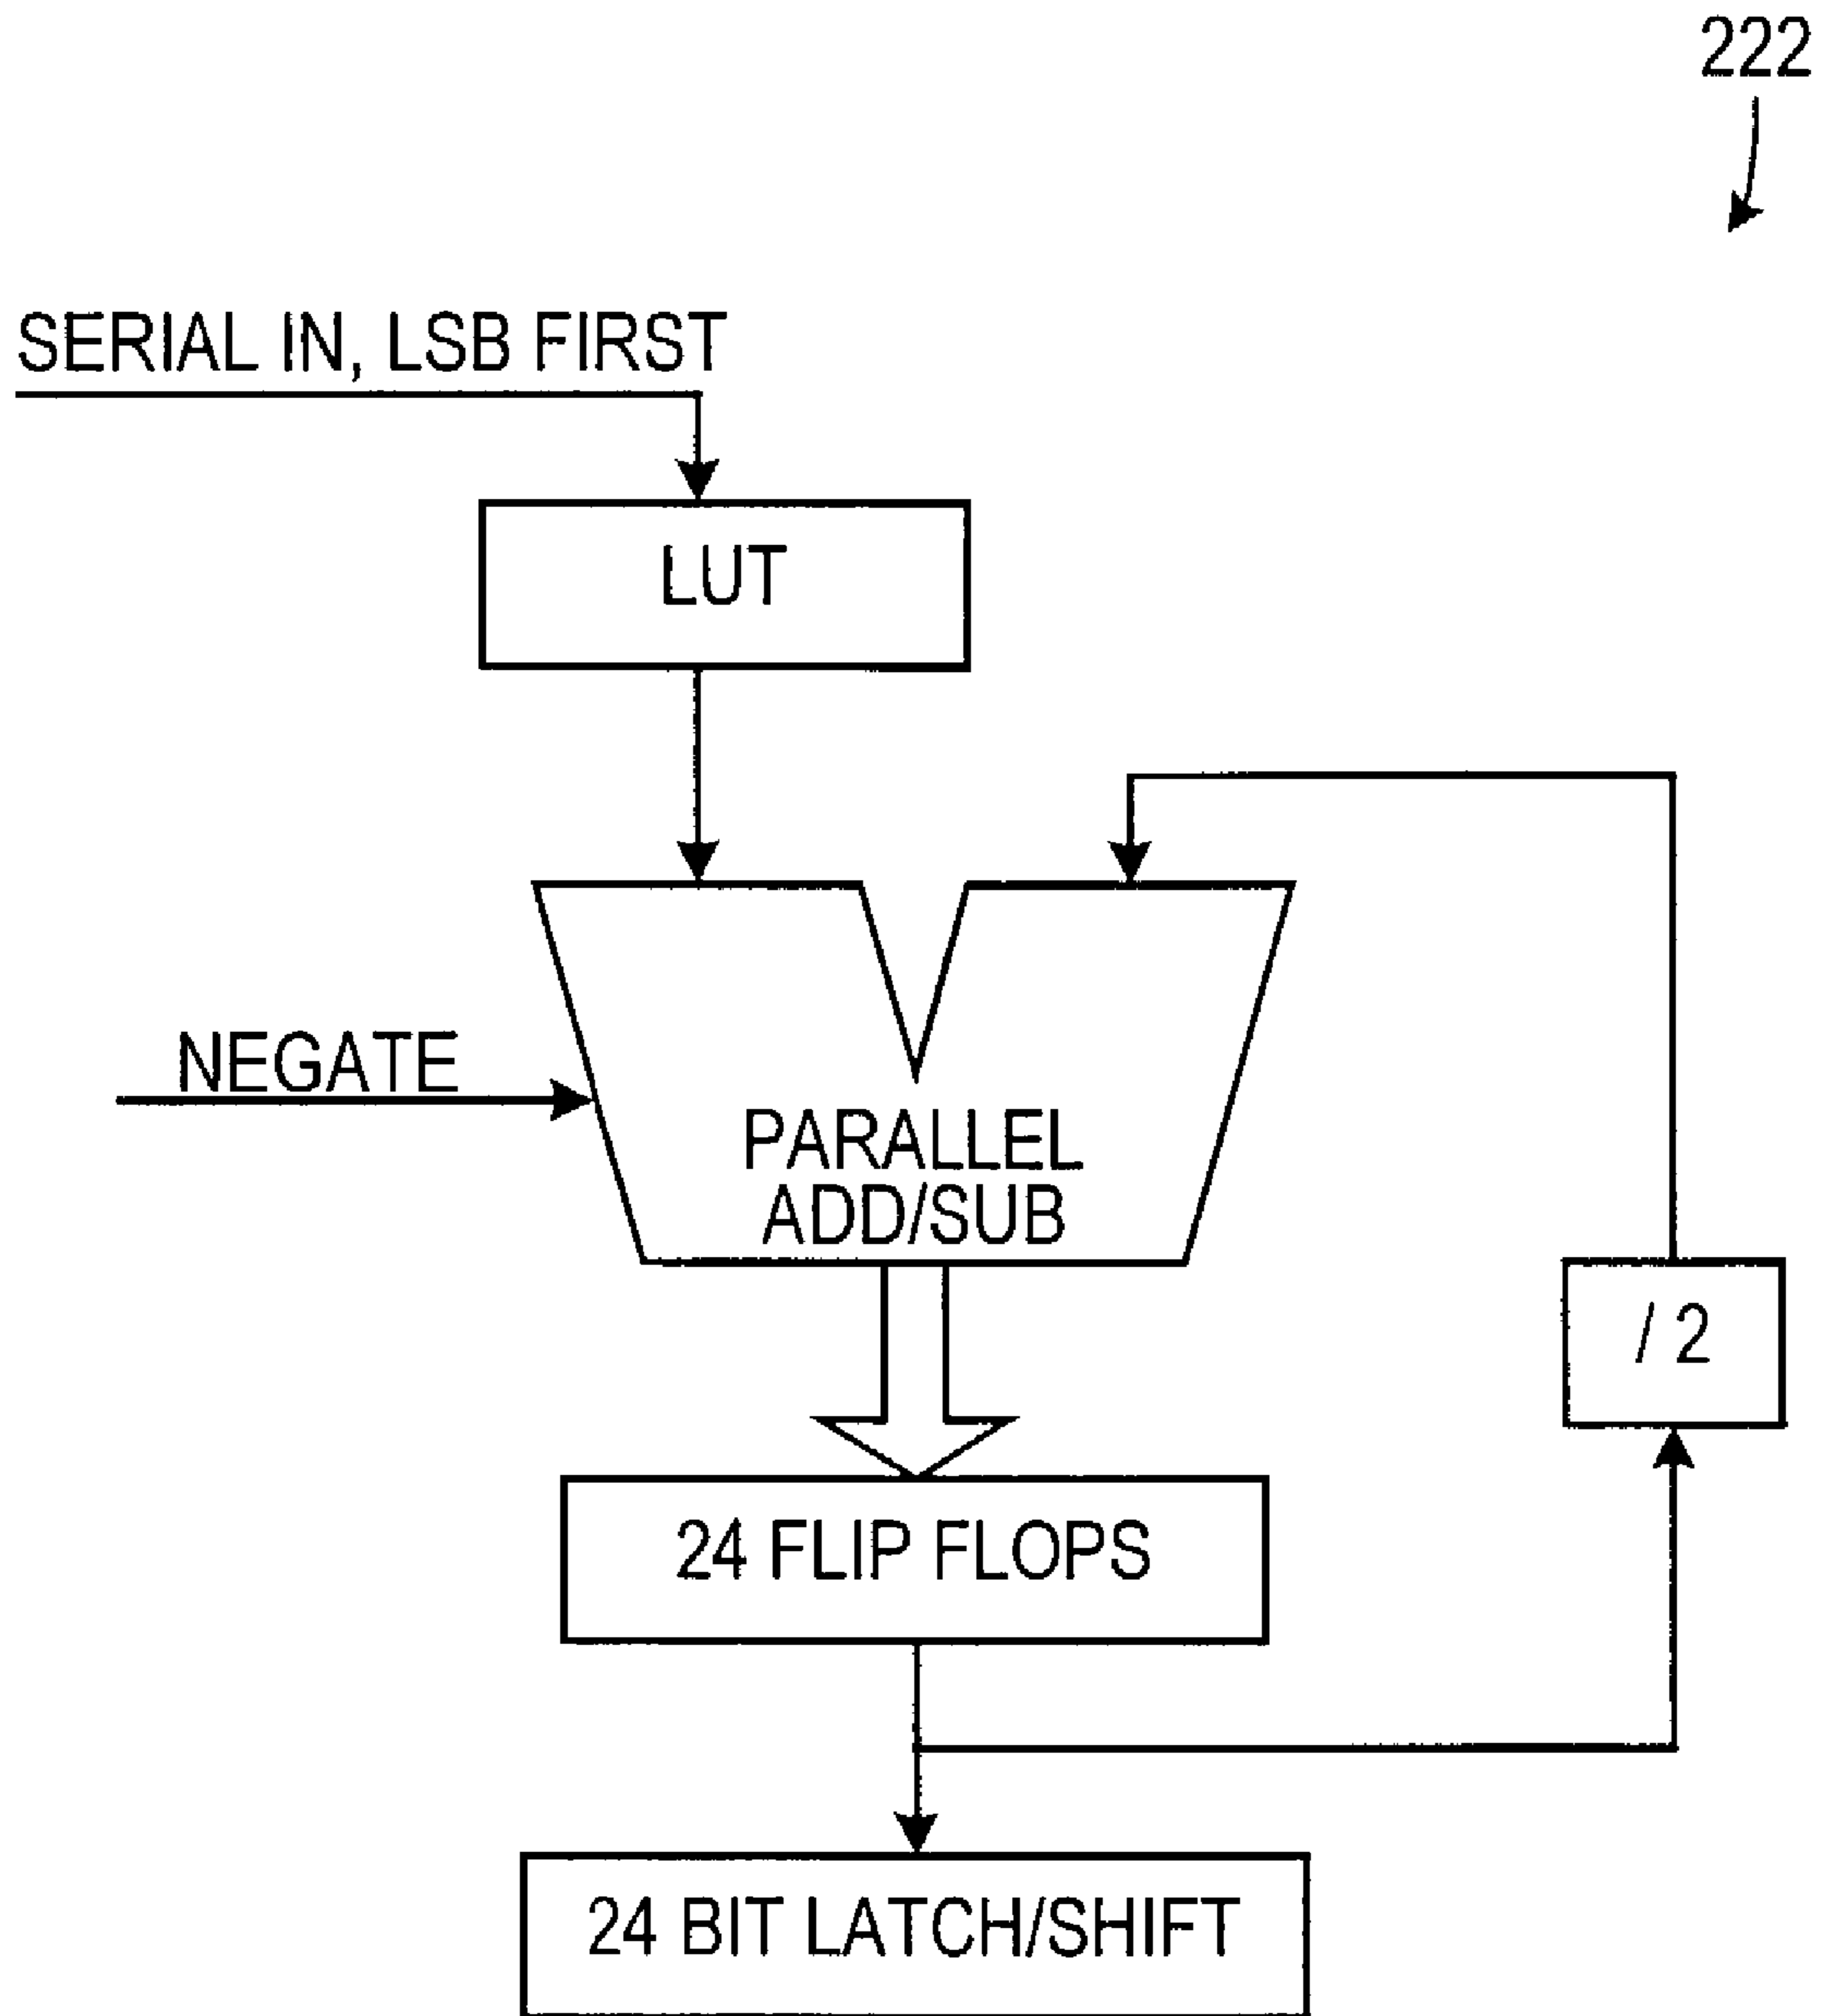 222
SERIAL IN, LSB FIRST
LUT
NEGATE
PARALLEL
ADD/SUB
/ 2
24 FLIP FLOPS
24 BIT LATCH/SHIFT